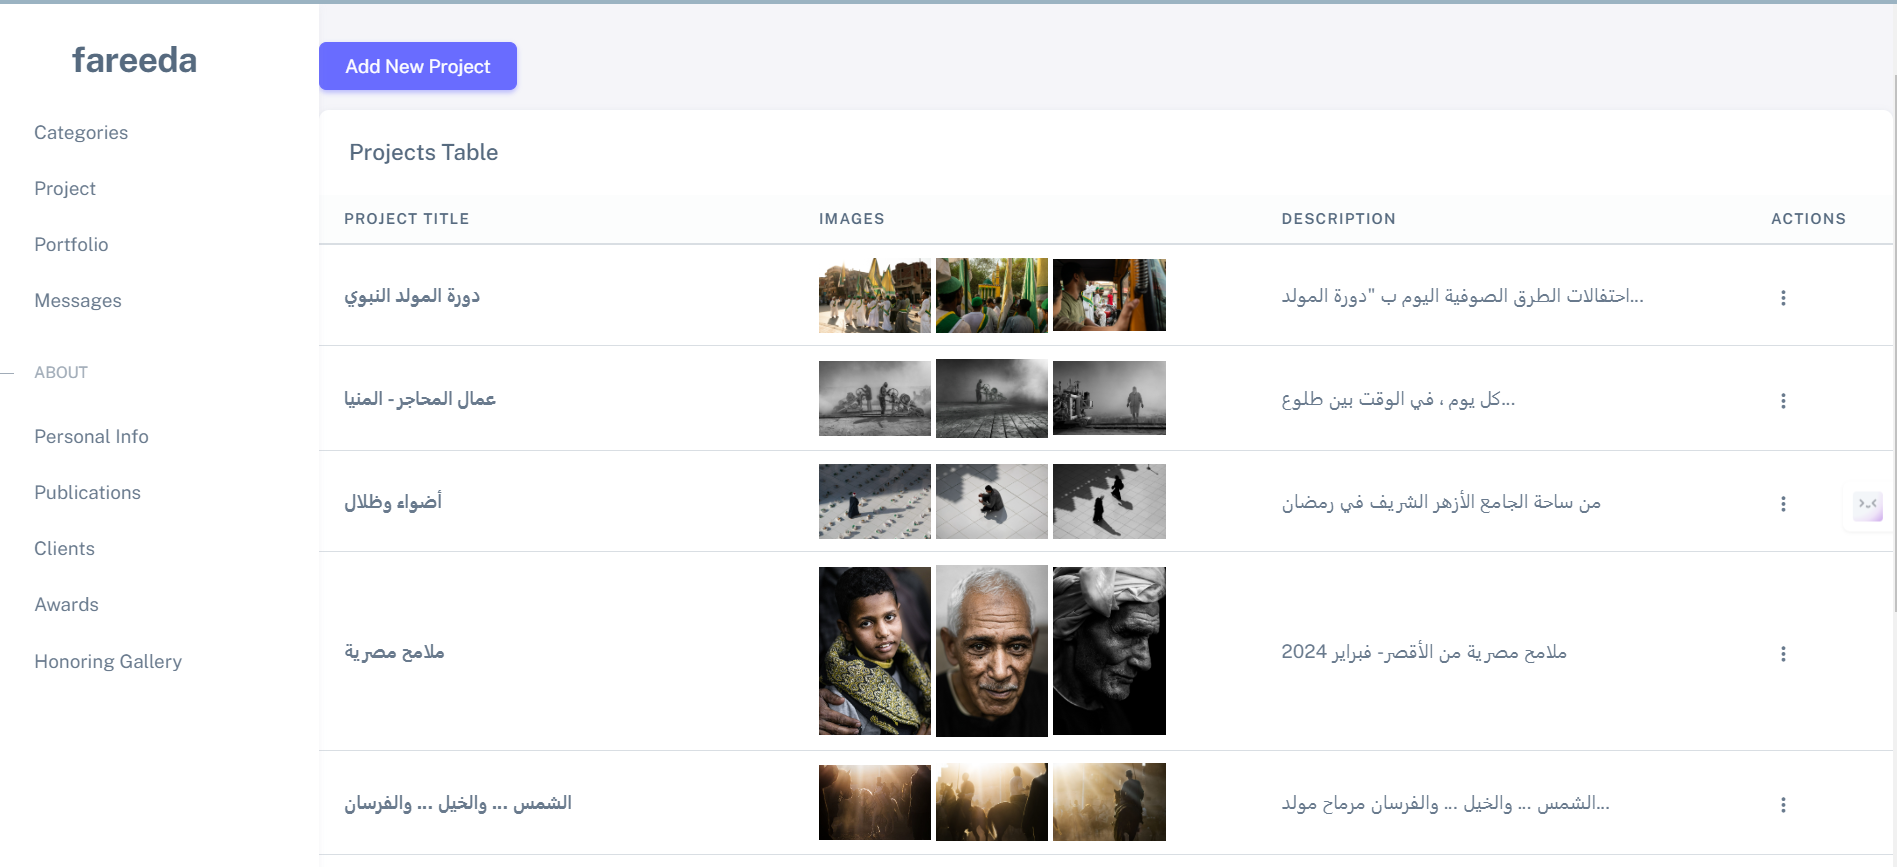 fareeda
Categories
Project
Portfolio
Messages
ABOUT
Personal Info
Publications
Clients
Awards
Honoring Gallery
Add New Project
Projects Table
PROJECT TITLE IMAGES DESCRIPTION ACTIONS
دورة المولد النبوي احتفالات الطرق الصوفية اليوم ب "دورة المولد...
عمال المحاجر - المنيا كل يوم ، في الوقت بين طلوع...
أضواء وظلال من ساحة الجامع الأزهر الشريف في رمضان
ملامح مصرية ملامح مصرية من الأقصر- فبراير 2024
الشمس ... والخيل ... والفرسان الشمس ... والخيل ... والفرسان مرماح مولد...